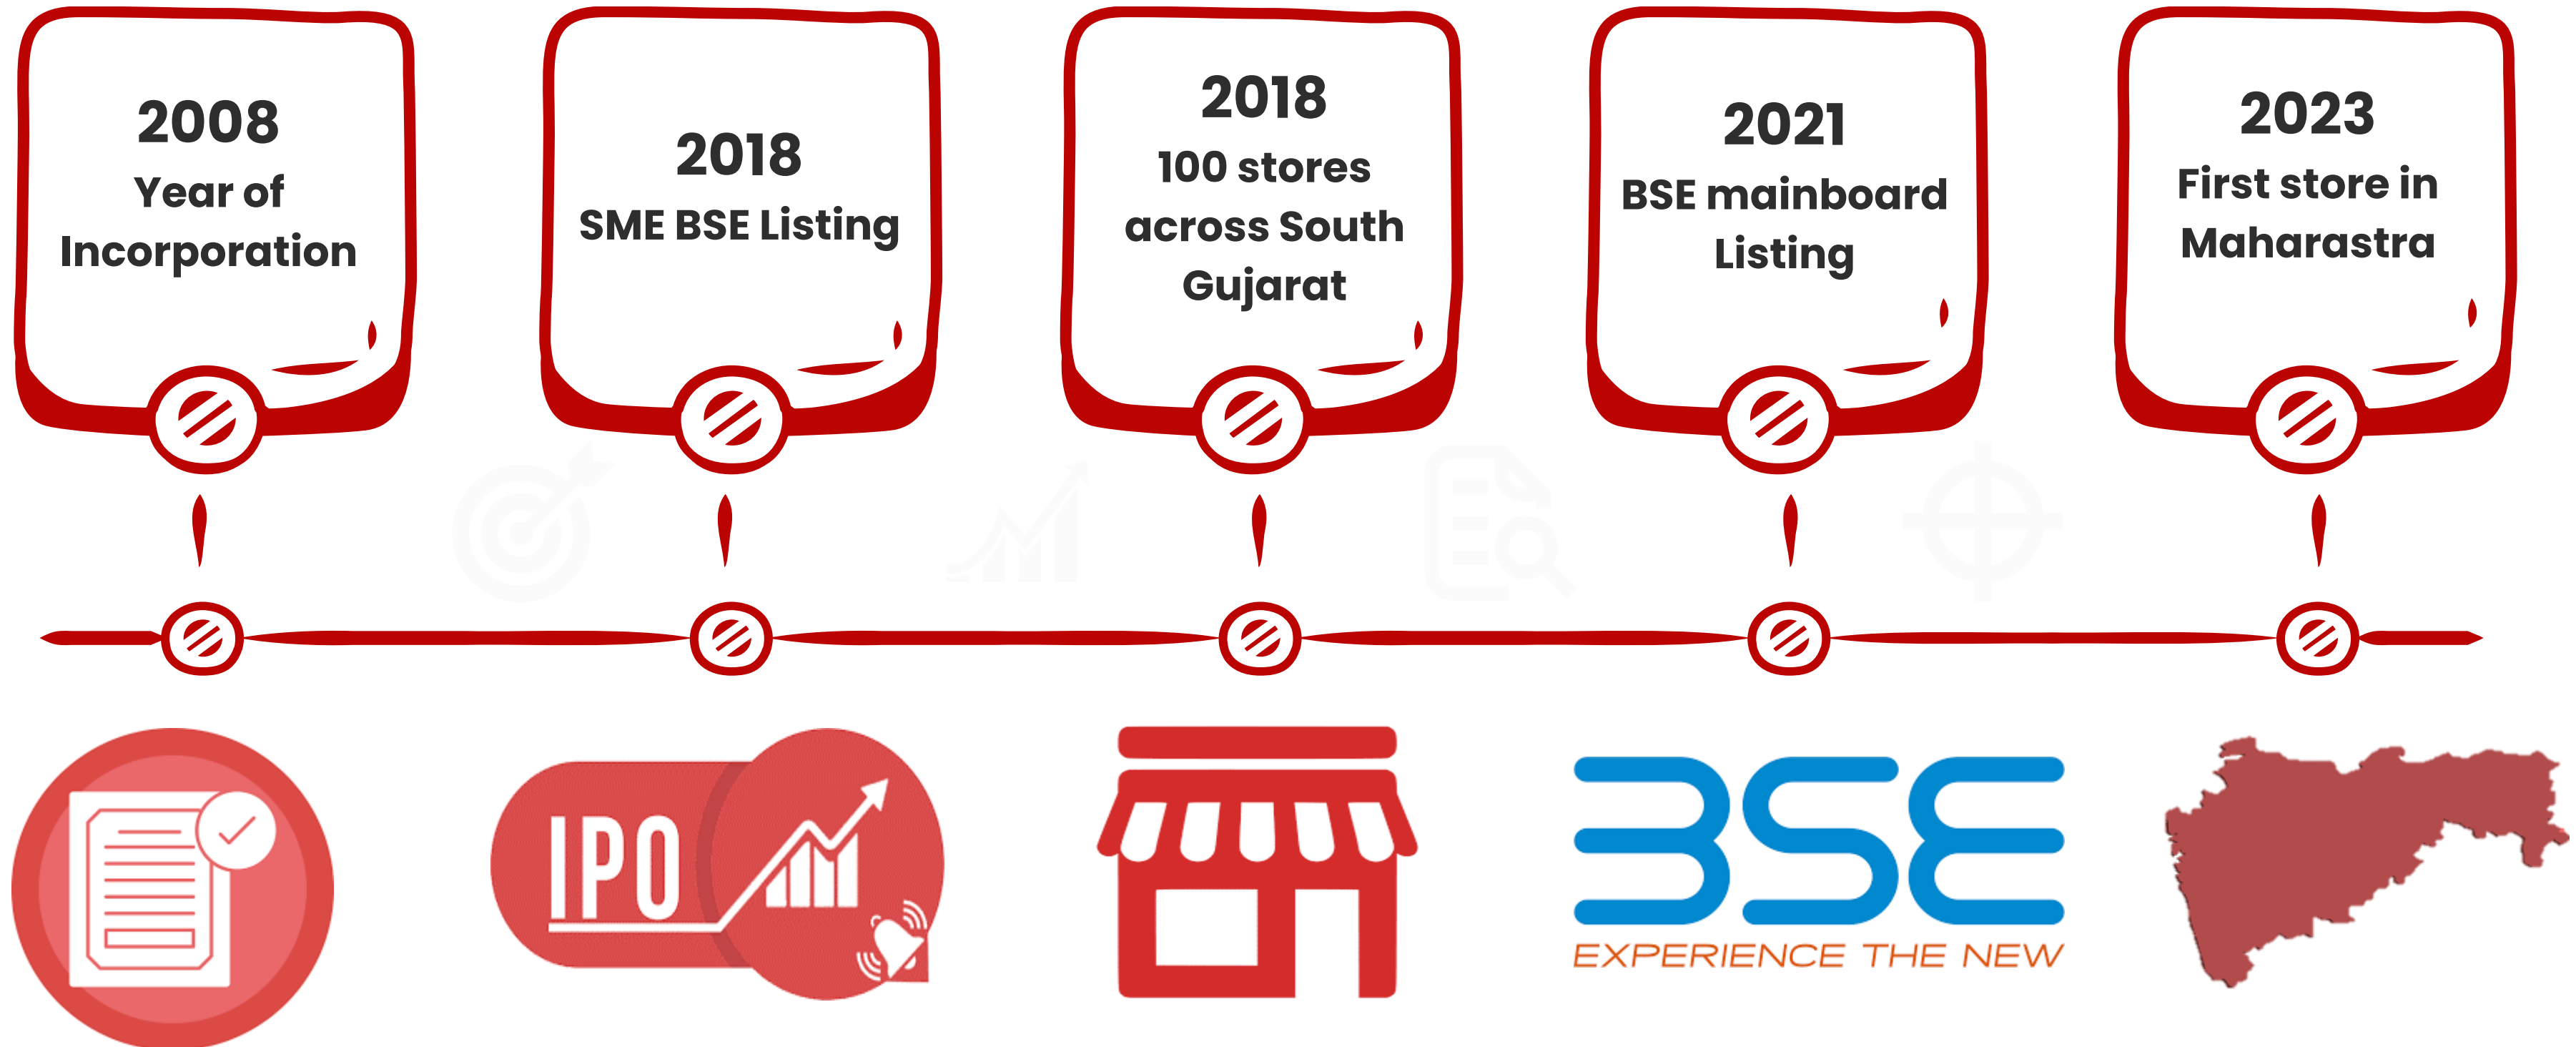 2008
Year of
Incorporation
2018
SME BSE Listing
2018
100 stores
across South
Gujarat
2021
BSE mainboard
Listing
2023
First store in
Maharastra
IPO
BSE
EXPERIENCE THE NEW